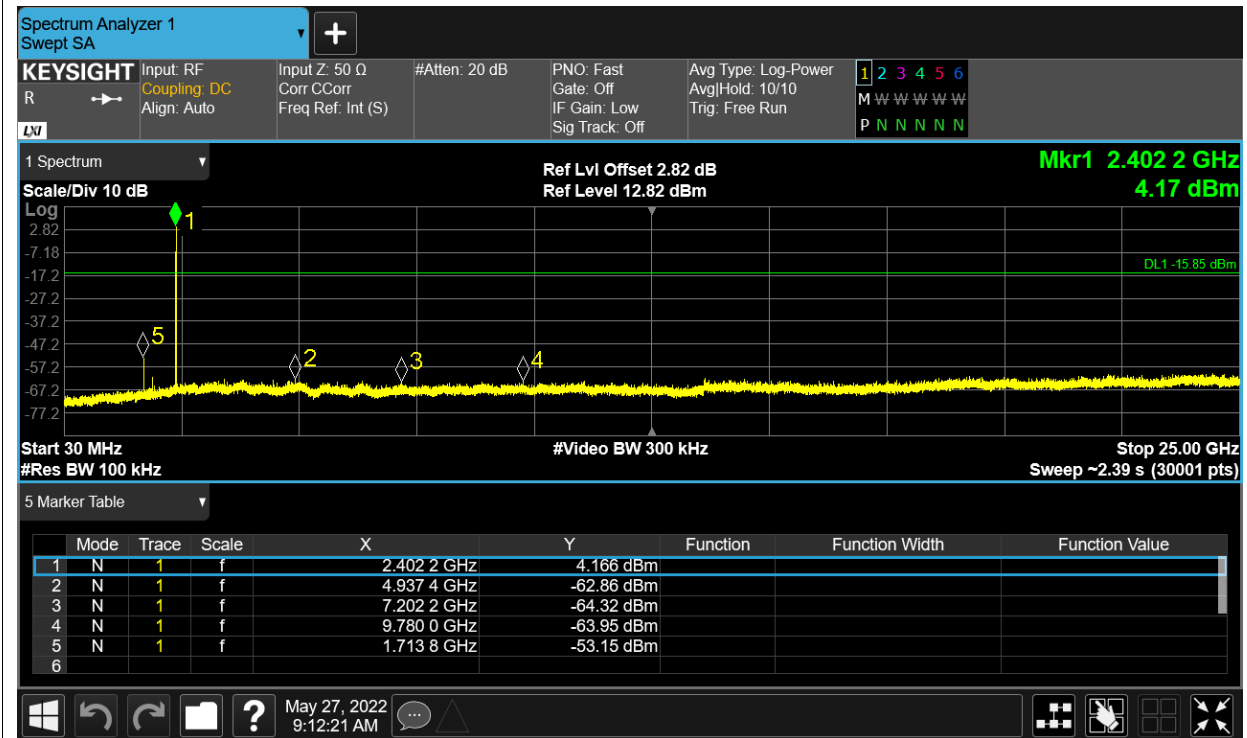 Spectrum Analyzer 1
Swept SA
KEYSIGHT
R
LXI
Input: RF
Coupling: DC
Align: Auto
Input Z: 50 Ω
Corr CCorr
Freq Ref: Int (S)
#Atten: 20 dB
PNO: Fast
Gate: Off
IF Gain: Low
Sig Track: Off
Avg Type: Log-Power
Avg|Hold: 10/10
Trig: Free Run
1 2 3 4 5 6
M W W W W W
P N N N N N
1 Spectrum
Scale/Div 10 dB
Ref Lvl Offset 2.82 dB
Ref Level 12.82 dBm
Mkr1 2.402 2 GHz
4.17 dBm
Log
2.82
-7.18
-17.2
-27.2
-37.2
-47.2
-57.2
-67.2
-77.2
1
DL1 -15.85 dBm
5
2
3
4
Start 30 MHz
#Res BW 100 kHz
#Video BW 300 kHz
Stop 25.00 GHz
Sweep ~2.39 s (30001 pts)
5 Marker Table
Mode Trace Scale X Y Function Function Width Function Value
1 N 1 f 2.402 2 GHz 4.166 dBm
2 N 1 f 4.937 4 GHz -62.86 dBm
3 N 1 f 7.202 2 GHz -64.32 dBm
4 N 1 f 9.780 0 GHz -63.95 dBm
5 N 1 f 1.713 8 GHz -53.15 dBm
6
?
May 27, 2022
9:12:21 AM